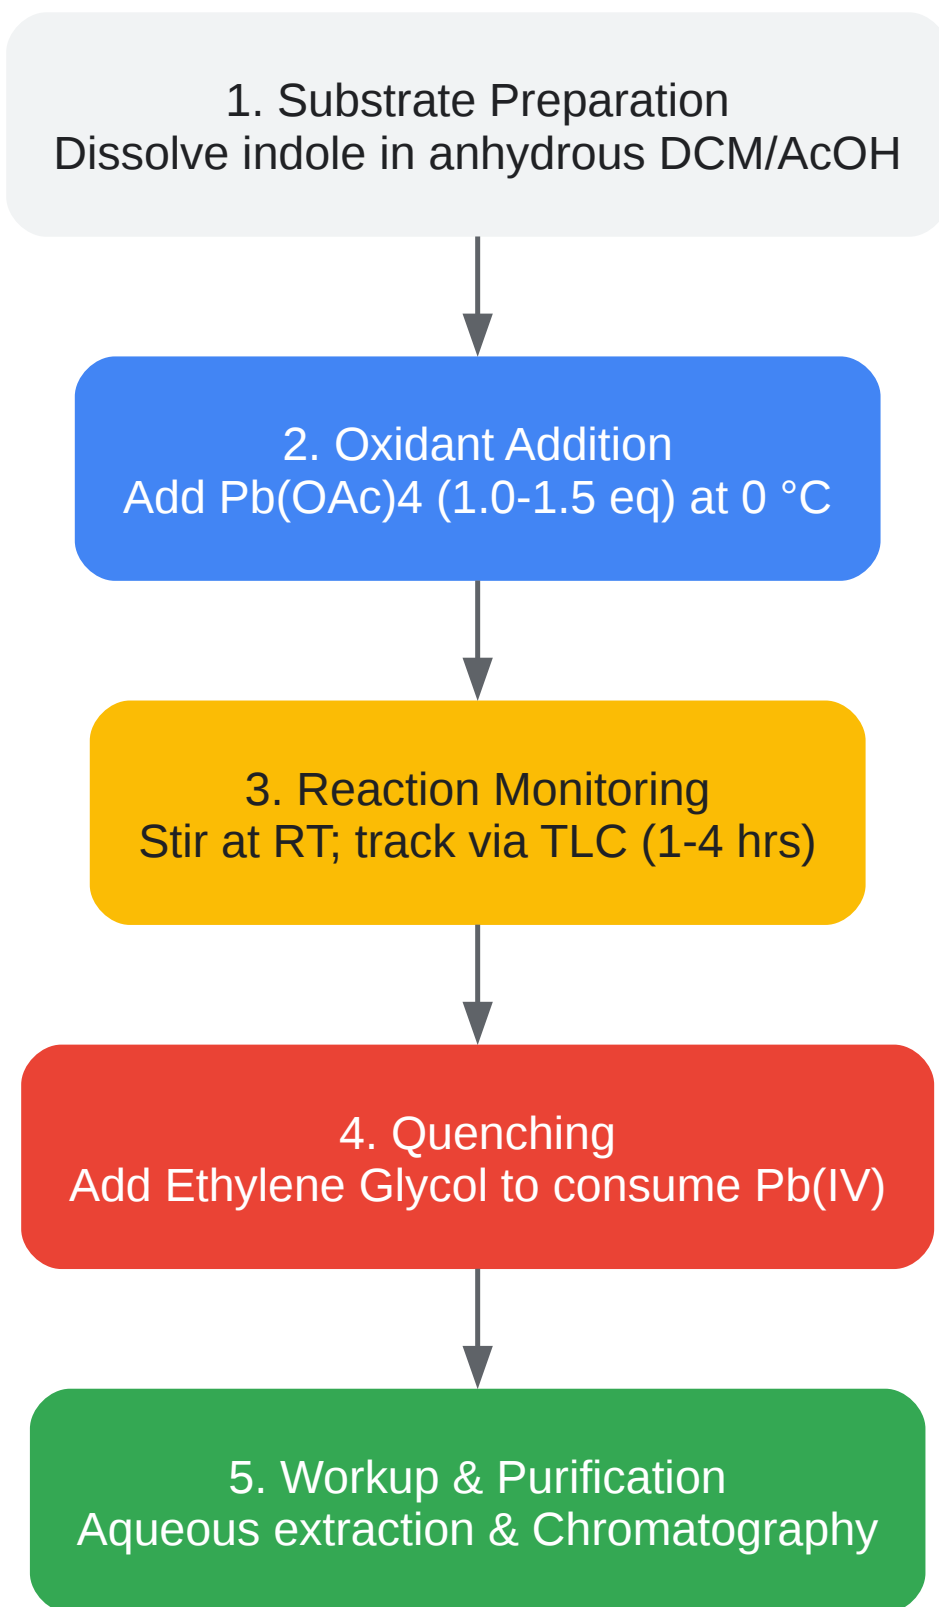 1. Substrate Preparation
Dissolve indole in anhydrous DCM/AcOH
2. Oxidant Addition
Add Pb(OAc)4 (1.0-1.5 eq) at 0 °C
3. Reaction Monitoring
Stir at RT; track via TLC (1-4 hrs)
4. Quenching
Add Ethylene Glycol to consume Pb(IV)
5. Workup & Purification
Aqueous extraction & Chromatography